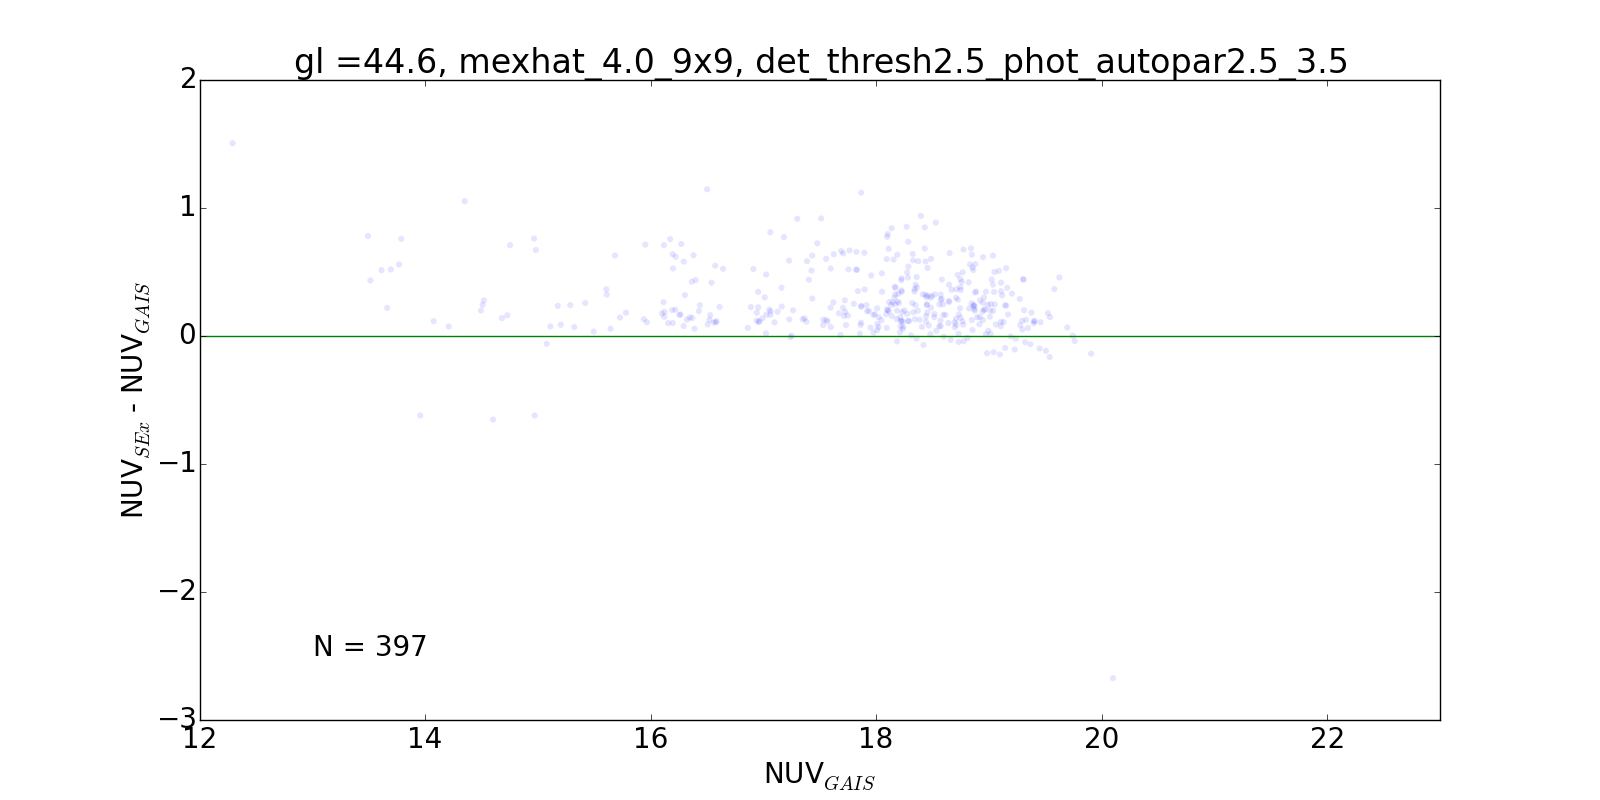 gl =44.6, mexhat_4.0_9x9, det_thresh2.5_phot_autopar2.5_3.5
2
1
0
−1
−2
−3
NUV_SEx - NUV_GAIS
N = 397
12 14 16 18 20 22
NUV_GAIS